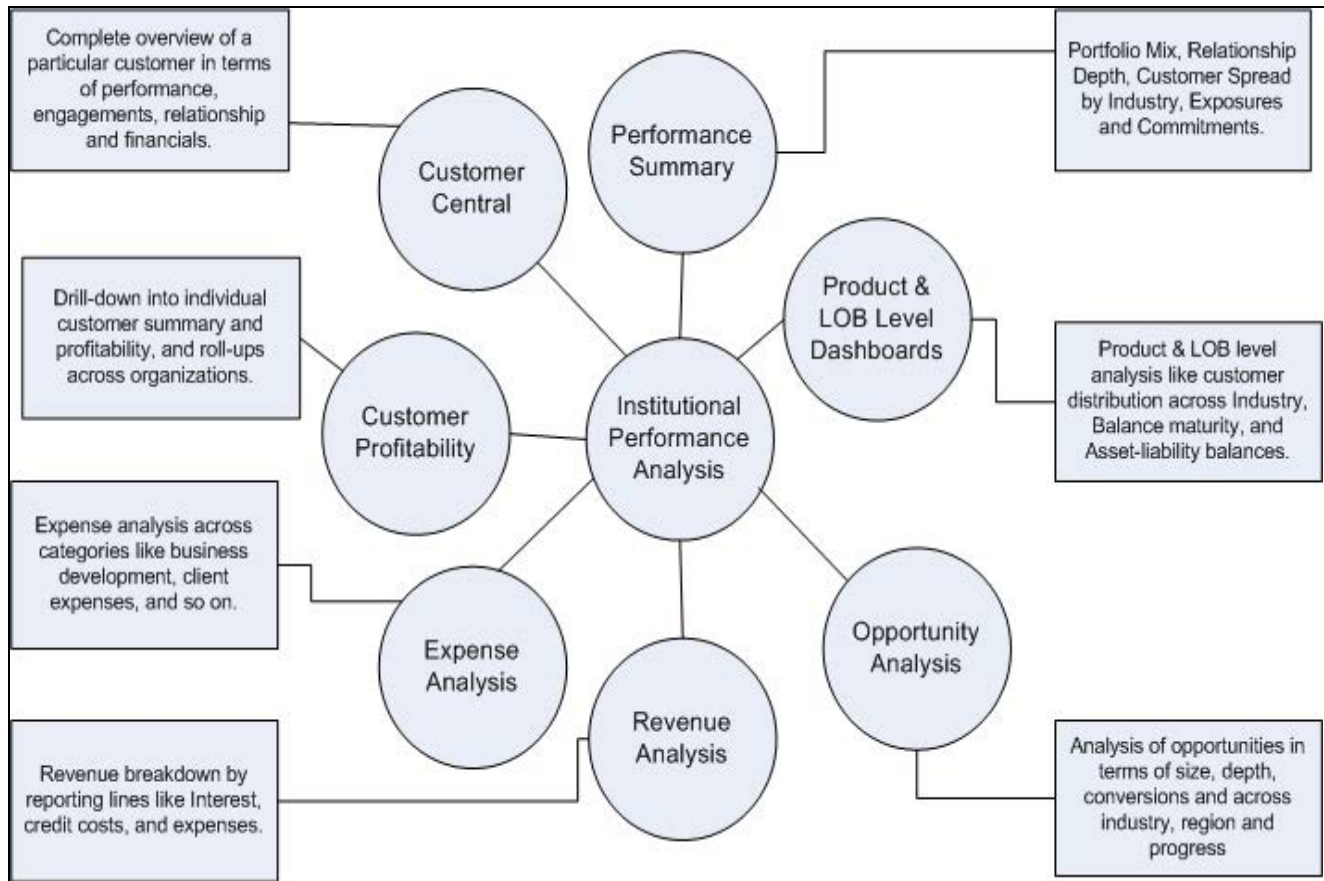 Complete overview of a
particular customer in terms
of performance,
engagements, relationship
and financials.
Customer
Central
Performance
Summary
Portfolio Mix, Relationship
Depth, Customer Spread
by Industry, Exposures
and Commitments.
Drill-down into individual
customer summary and
profitability, and roll-ups
across organizations.
Customer
Profitability
Institutional
Performance
Analysis
Product &
LOB Level
Dashboards
Product & LOB level
analysis like customer
distribution across Industry,
Balance maturity, and
Asset-liability balances.
Expense analysis across
categories like business
development, client
expenses, and so on.
Expense
Analysis
Revenue
Analysis
Opportunity
Analysis
Revenue breakdown by
reporting lines like Interest,
credit costs, and expenses.
Analysis of opportunities in
terms of size, depth,
conversions and across
industry, region and
progress